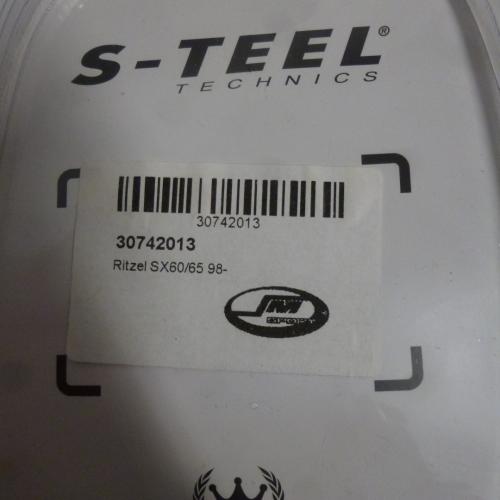 S-TEEL®
TECHNICS
30742013
30742013
Ritzel SX60/65 98-